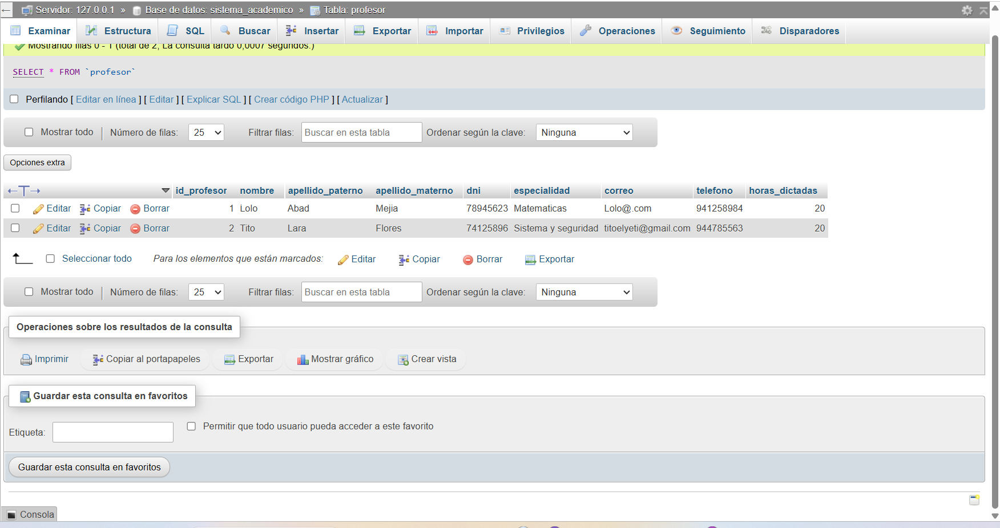 Servidor: 127.0.0.1 » Base de datos: sistema_academico » Tabla: profesor
Examinar Estructura SQL Buscar Insertar Exportar Importar Privilegios Operaciones Seguimiento Disparadores
Mostrando filas 0 - 1 (total de 2, La consulta tardó 0,0007 segundos.)
SELECT * FROM `profesor`
Perfilando [ Editar en línea ] [ Editar ] [ Explicar SQL ] [ Crear código PHP ] [ Actualizar ]
Mostrar todo | Número de filas: 25 Filtrar filas: Buscar en esta tabla Ordenar según la clave: Ninguna
Opciones extra
←T→ id_profesor nombre apellido_paterno apellido_materno dni especialidad correo telefono horas_dictadas
Editar Copiar Borrar 1 Lolo Abad Mejia 78945623 Matematicas Lolo@.com 941258984 20
Editar Copiar Borrar 2 Tito Lara Flores 74125896 Sistema y seguridad titoelyeti@gmail.com 944785563 20
Seleccionar todo Para los elementos que están marcados: Editar Copiar Borrar Exportar
Mostrar todo | Número de filas: 25 Filtrar filas: Buscar en esta tabla Ordenar según la clave: Ninguna
Operaciones sobre los resultados de la consulta
Imprimir Copiar al portapapeles Exportar Mostrar gráfico Crear vista
Guardar esta consulta en favoritos
Etiqueta: Permitir que todo usuario pueda acceder a este favorito
Guardar esta consulta en favoritos
Consola